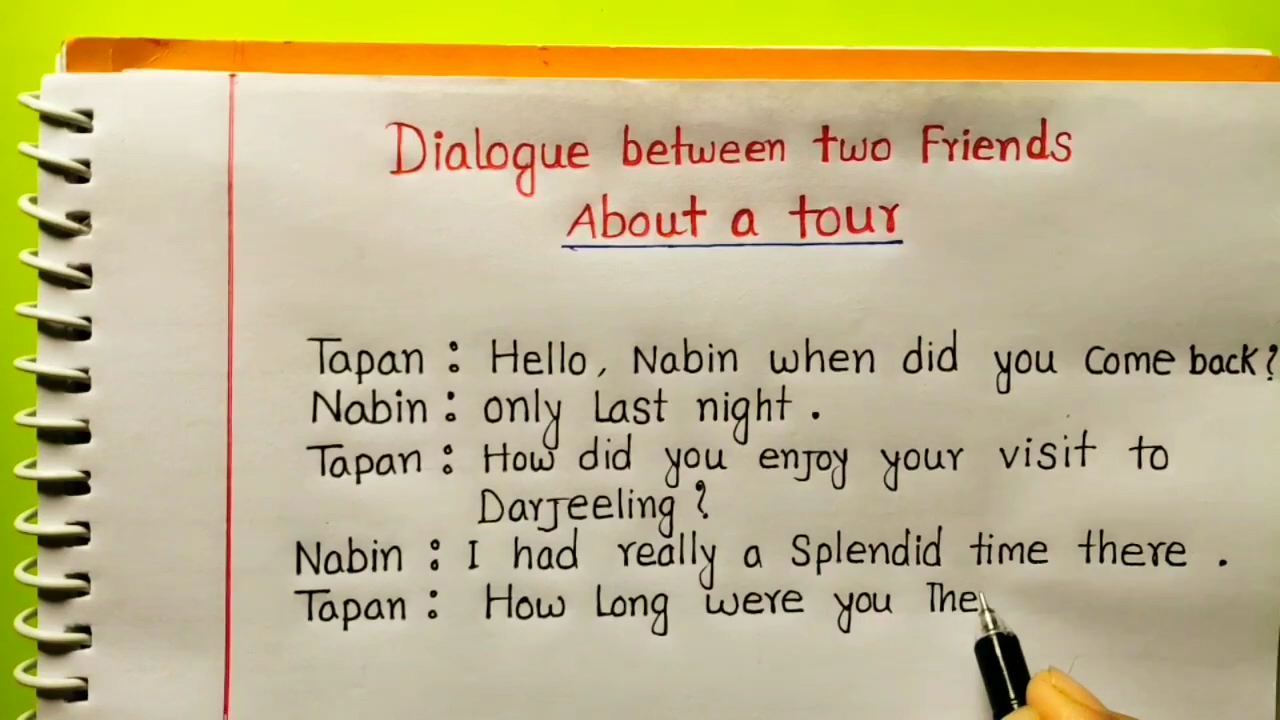 Dialogue between two Friends
About a tour
Tapan : Hello, Nabin when did you Come back?
Nabin : only Last night .
Tapan : How did you enjoy your visit to
Darjeeling ?
Nabin : I had really a Splendid time there .
Tapan : How Long were you The